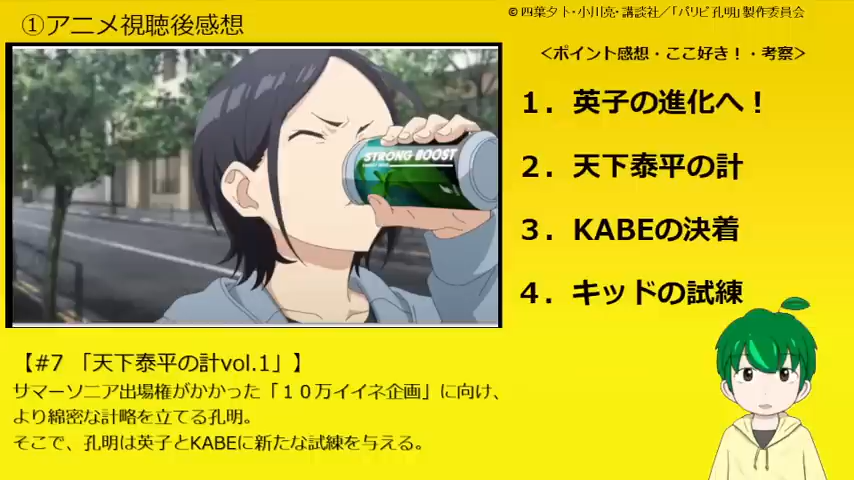 ①アニメ視聴後感想
© 四葉夕ト・小川亮・講談社／「パリピ孔明」製作委員会
＜ポイント感想・ここ好き！・考察＞
１．英子の進化へ！
２．天下泰平の計
３．KABEの決着
４．キッドの試練
STRONG BOOST
【#7 「天下泰平の計vol.1」】
サマーソニア出場権がかかった「１０万イイネ企画」に向け、
より綿密な計略を立てる孔明。
そこで、孔明は英子とKABEに新たな試練を与える。